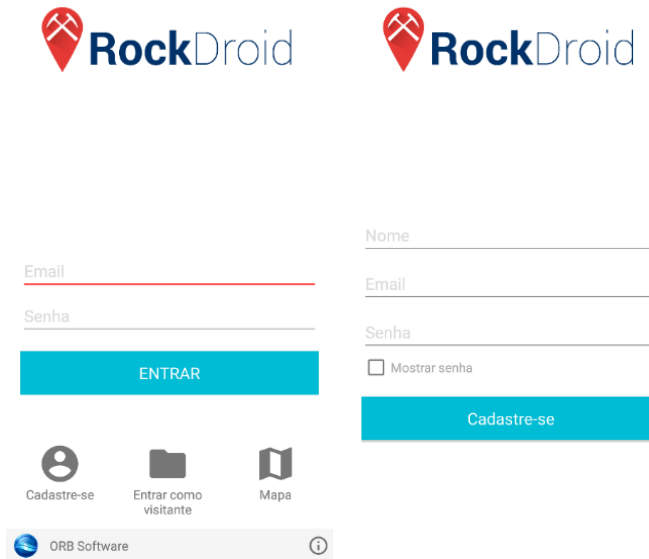 RockDroid
Email
Senha
ENTRAR
Cadastre-se
Entrar como
visitante
Mapa
ORB Software
RockDroid
Nome
Email
Senha
Mostrar senha
Cadastre-se